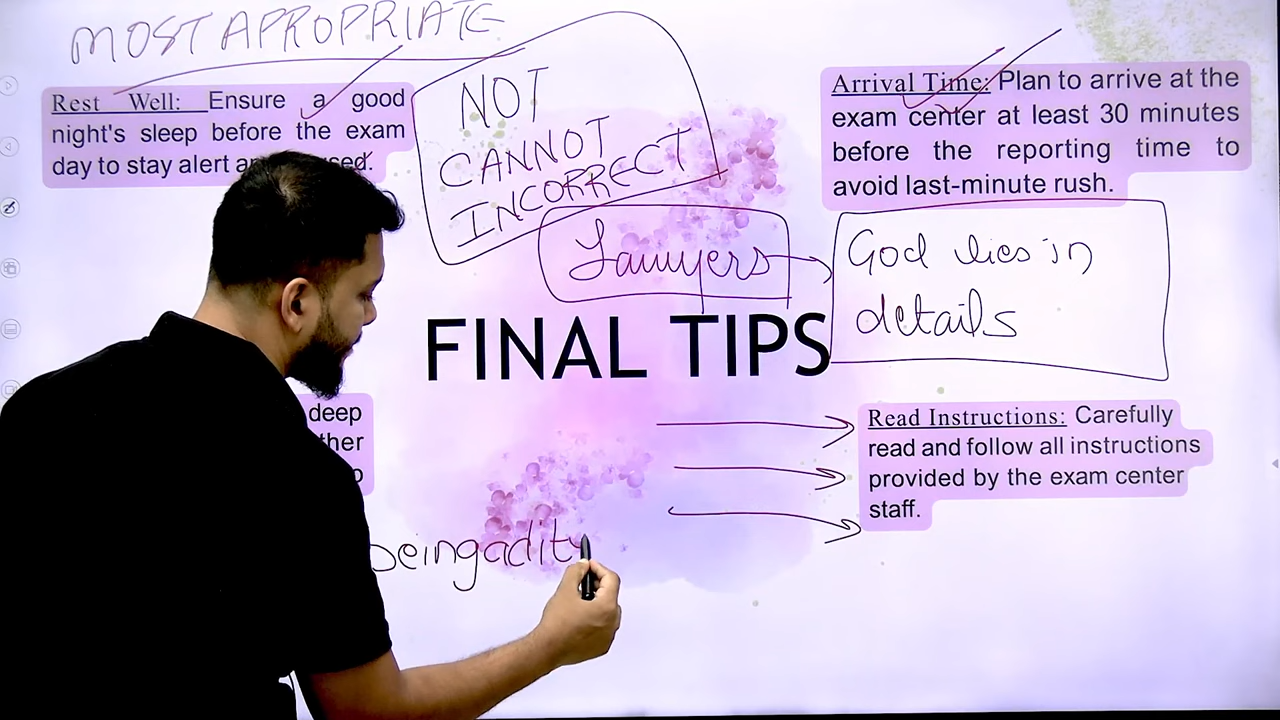 MOST APROPRIATE
Rest Well: Ensure a good
night's sleep before the exam
day to stay alert
NOT
CANNOT
INCORRECT
Arrival Time: Plan to arrive at the
exam center at least 30 minutes
before the reporting time to
avoid last-minute rush.
Lawyers
God lies in
details
FINAL TIPS
deep
Read Instructions: Carefully
read and follow all instructions
provided by the exam center
staff.
beingadity